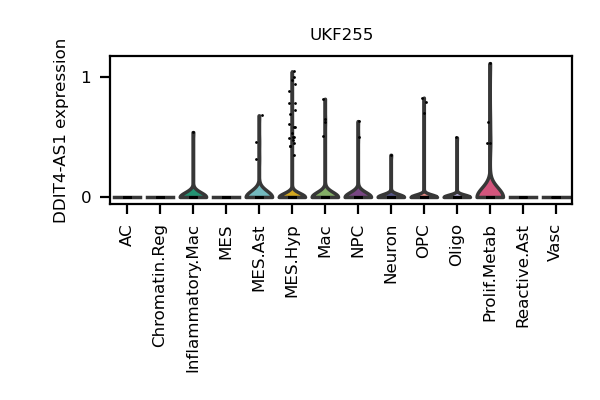 UKF255
DDIT4-AS1 expression
1
0
AC
Chromatin.Reg
Inflammatory.Mac
MES
MES.Ast
MES.Hyp
Mac
NPC
Neuron
OPC
Oligo
Prolif.Metab
Reactive.Ast
Vasc